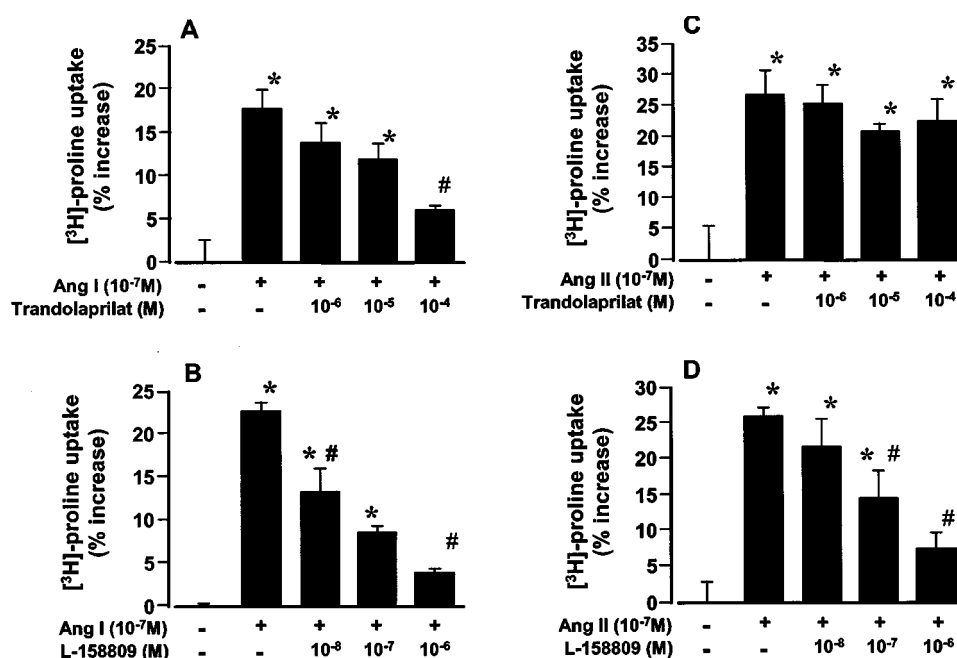 A
[³H]-proline uptake
(% increase)
25
20
15
10
5
0
* * * #
Ang I (10⁻⁷M) - + + + +
Trandolaprilat (M) - - 10⁻⁶ 10⁻⁵ 10⁻⁴
C
[³H]-proline uptake
(% increase)
35
30
25
20
15
10
5
0
* * * *
Ang II (10⁻⁷M) - + + + +
Trandolaprilat (M) - - 10⁻⁶ 10⁻⁵ 10⁻⁴
B
[³H]-proline uptake
(% increase)
25
20
15
10
5
0
* * # * #
Ang I (10⁻⁷M) - + + + +
L-158809 (M) - - 10⁻⁸ 10⁻⁷ 10⁻⁶
D
[³H]-proline uptake
(% increase)
30
25
20
15
10
5
0
* * * # #
Ang II (10⁻⁷M) - + + + +
L-158809 (M) - - 10⁻⁸ 10⁻⁷ 10⁻⁶